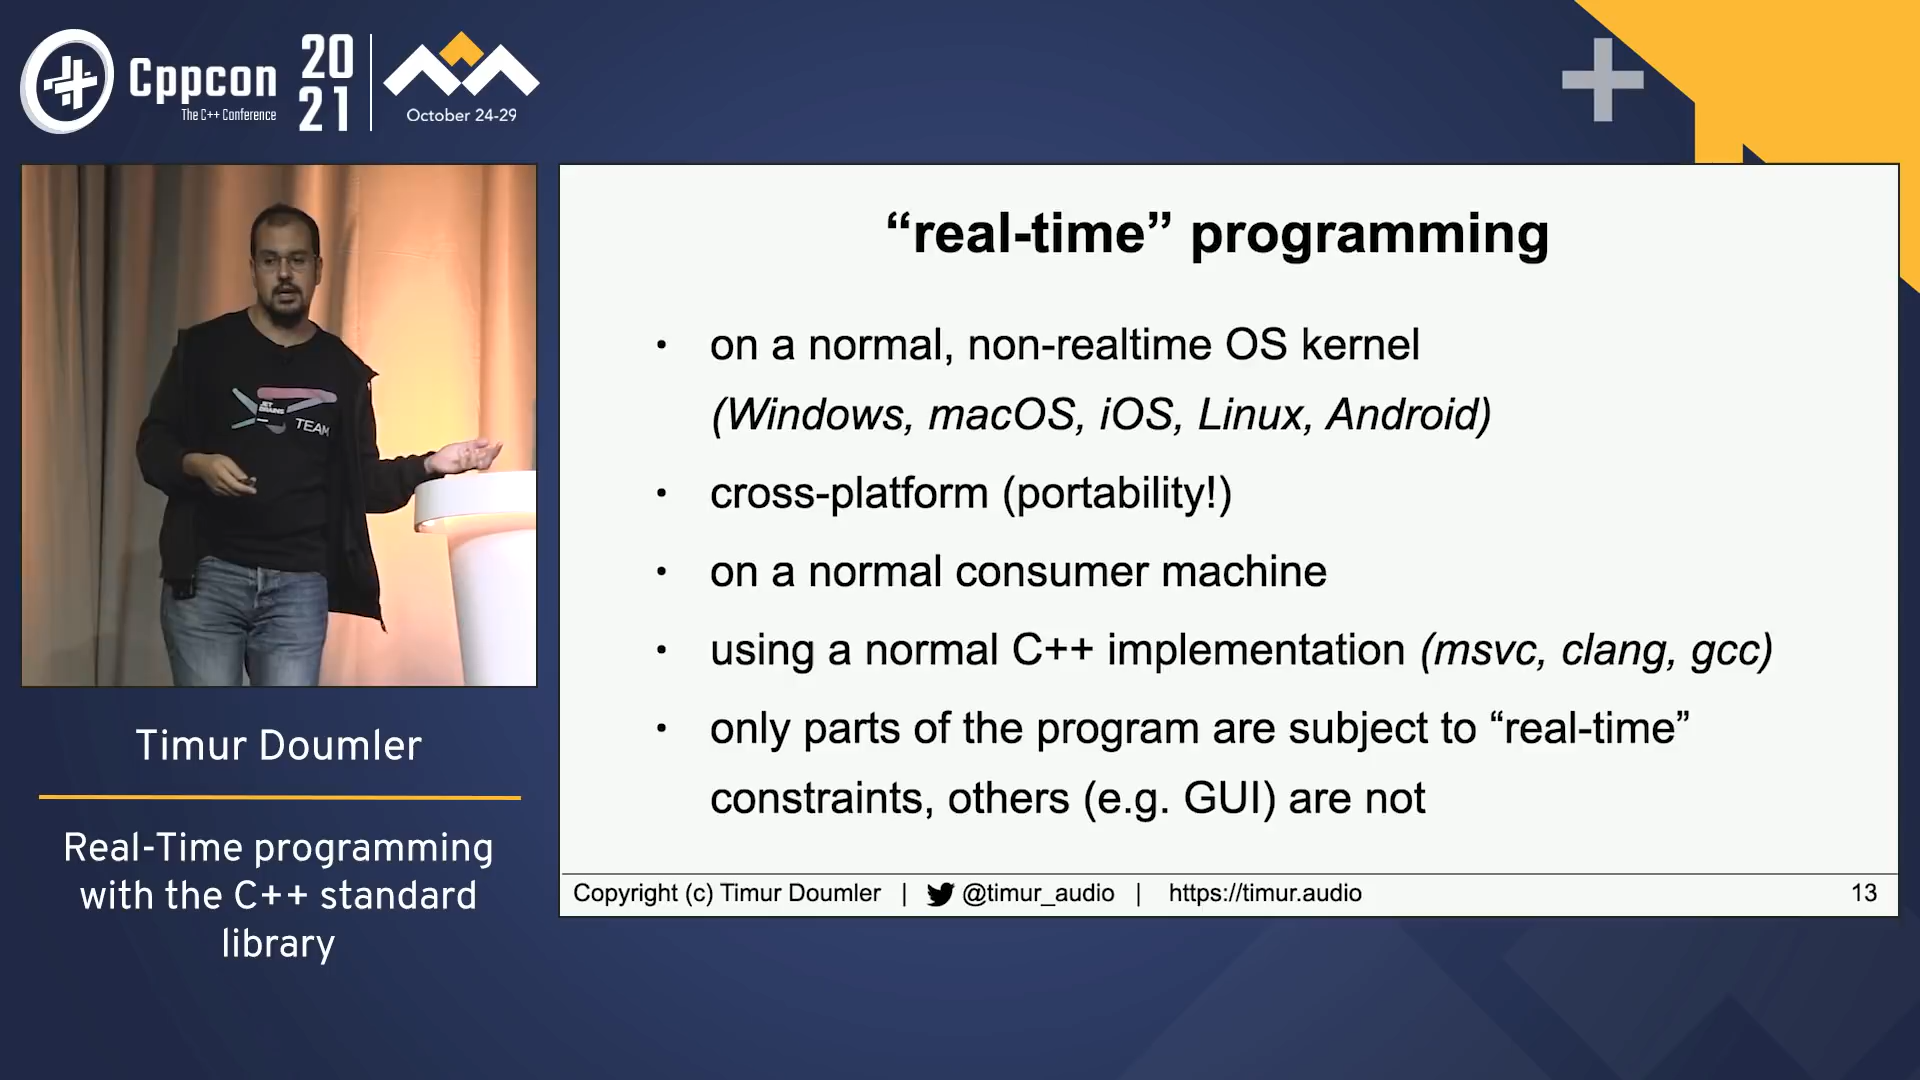 Cppcon
The C++ Conference
20
21
October 24-29
JET
BRAINS
TEAM
Timur Doumler
Real-Time programming
with the C++ standard
library
“real-time” programming
• on a normal, non-realtime OS kernel
(Windows, macOS, iOS, Linux, Android)
• cross-platform (portability!)
• on a normal consumer machine
• using a normal C++ implementation (msvc, clang, gcc)
• only parts of the program are subject to “real-time”
constraints, others (e.g. GUI) are not
Copyright (c) Timur Doumler | @timur_audio | https://timur.audio 13